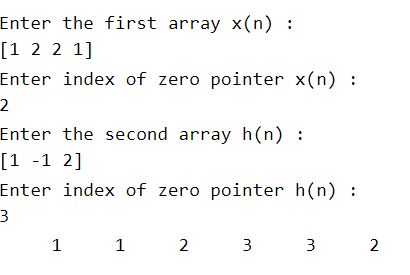 Enter the first array x(n) :
[1 2 2 1]
Enter index of zero pointer x(n) :
2
Enter the second array h(n) :
[1 -1 2]
Enter index of zero pointer h(n) :
3
1 1 2 3 3 2